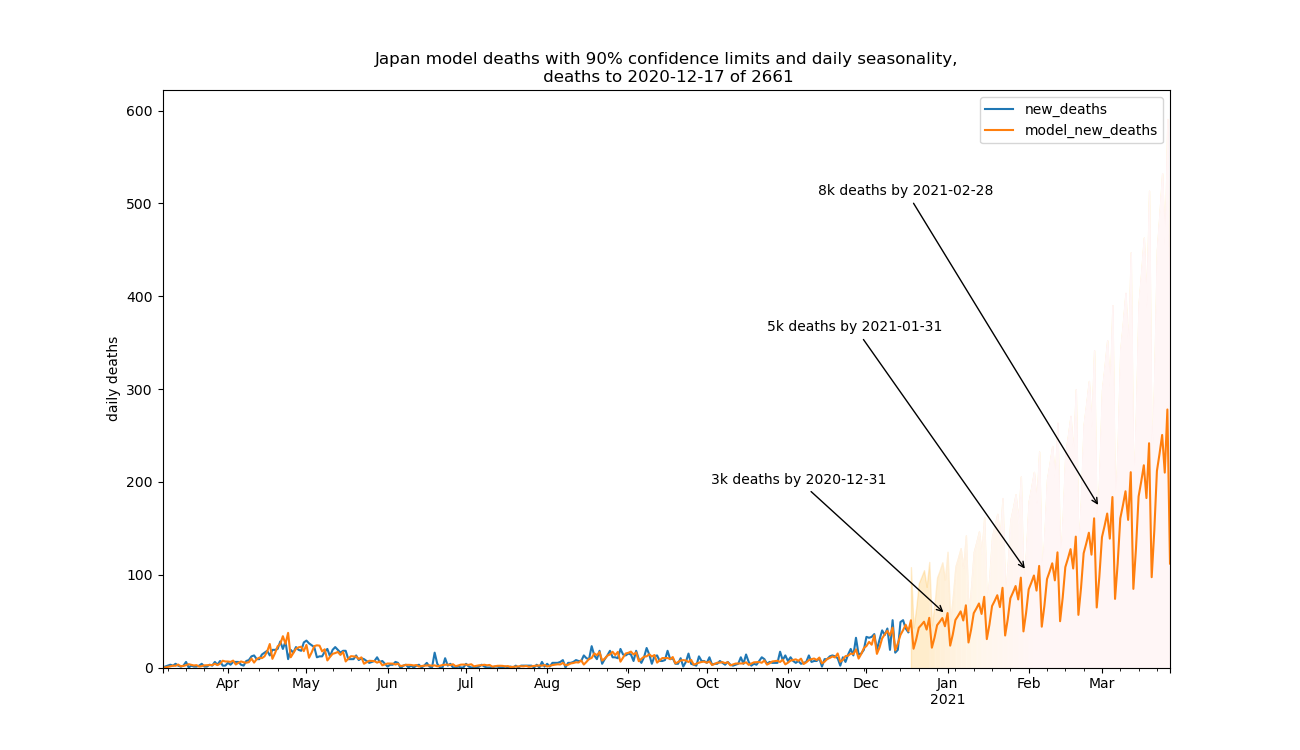 Japan model deaths with 90% confidence limits and daily seasonality,
deaths to 2020-12-17 of 2661
600
new_deaths
model_new_deaths
8k deaths by 2021-02-28
500
400
5k deaths by 2021-01-31
300
daily deaths
3k deaths by 2020-12-31
200
100
0
Apr May Jun Jul Aug Sep Oct Nov Dec Jan Feb Mar
2021